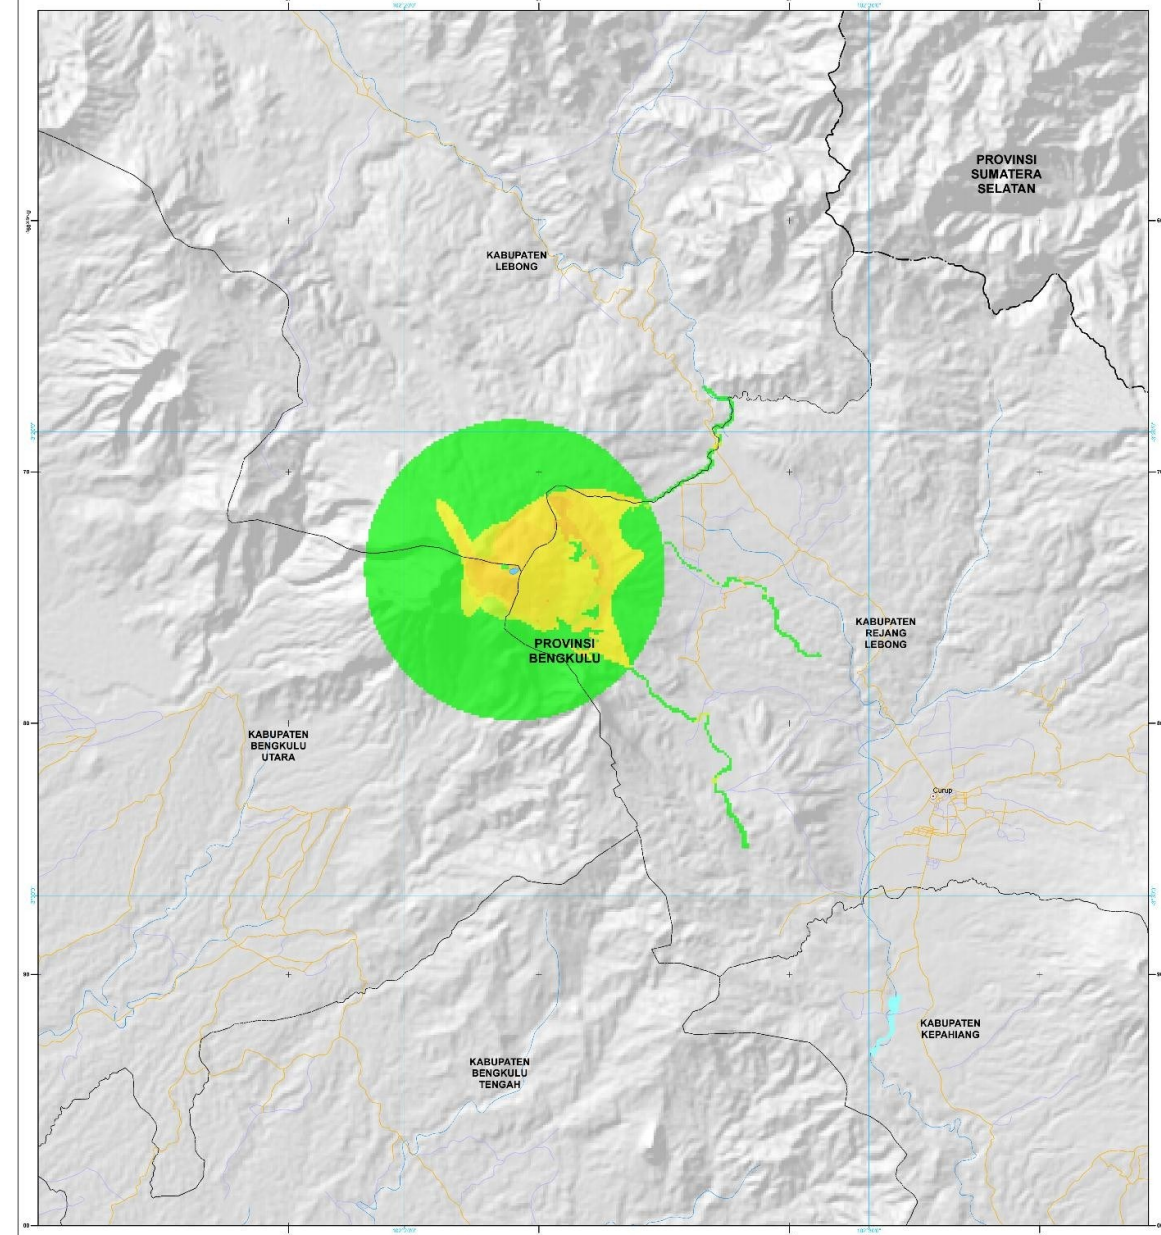 PROVINSI
SUMATERA
SELATAN
KABUPATEN
LEBONG
KABUPATEN
REJANG
LEBONG
PROVINSI
BENGKULU
KABUPATEN
BENGKULU
UTARA
Curup
KABUPATEN
KEPAHIANG
KABUPATEN
BENGKULU
TENGAH